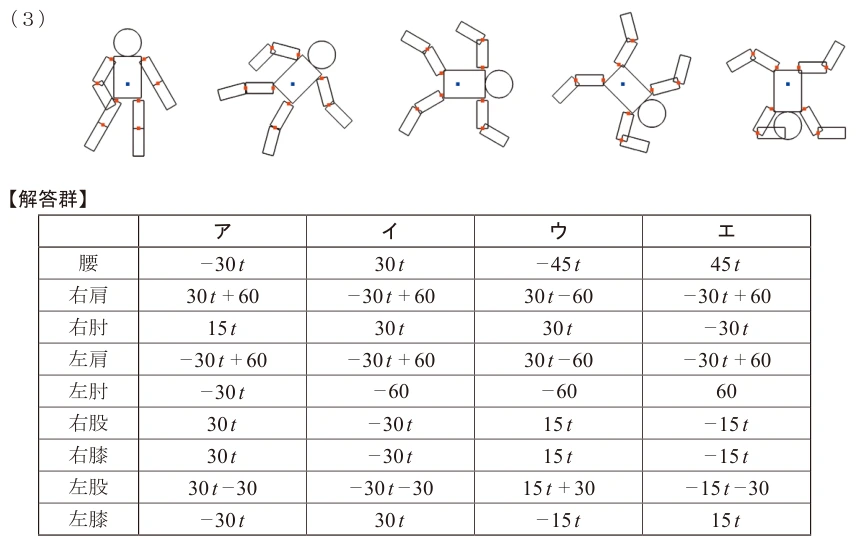 （３）
【解答群】
ア イ ウ エ
腰 −30t 30t −45t 45t
右肩 30t＋60 −30t＋60 30t−60 −30t＋60
右肘 15t 30t 30t −30t
左肩 −30t＋60 −30t＋60 30t−60 −30t＋60
左肘 −30t −60 −60 60
右股 30t −30t 15t −15t
右膝 30t −30t 15t −15t
左股 30t−30 −30t−30 15t＋30 −15t−30
左膝 −30t 30t −15t 15t